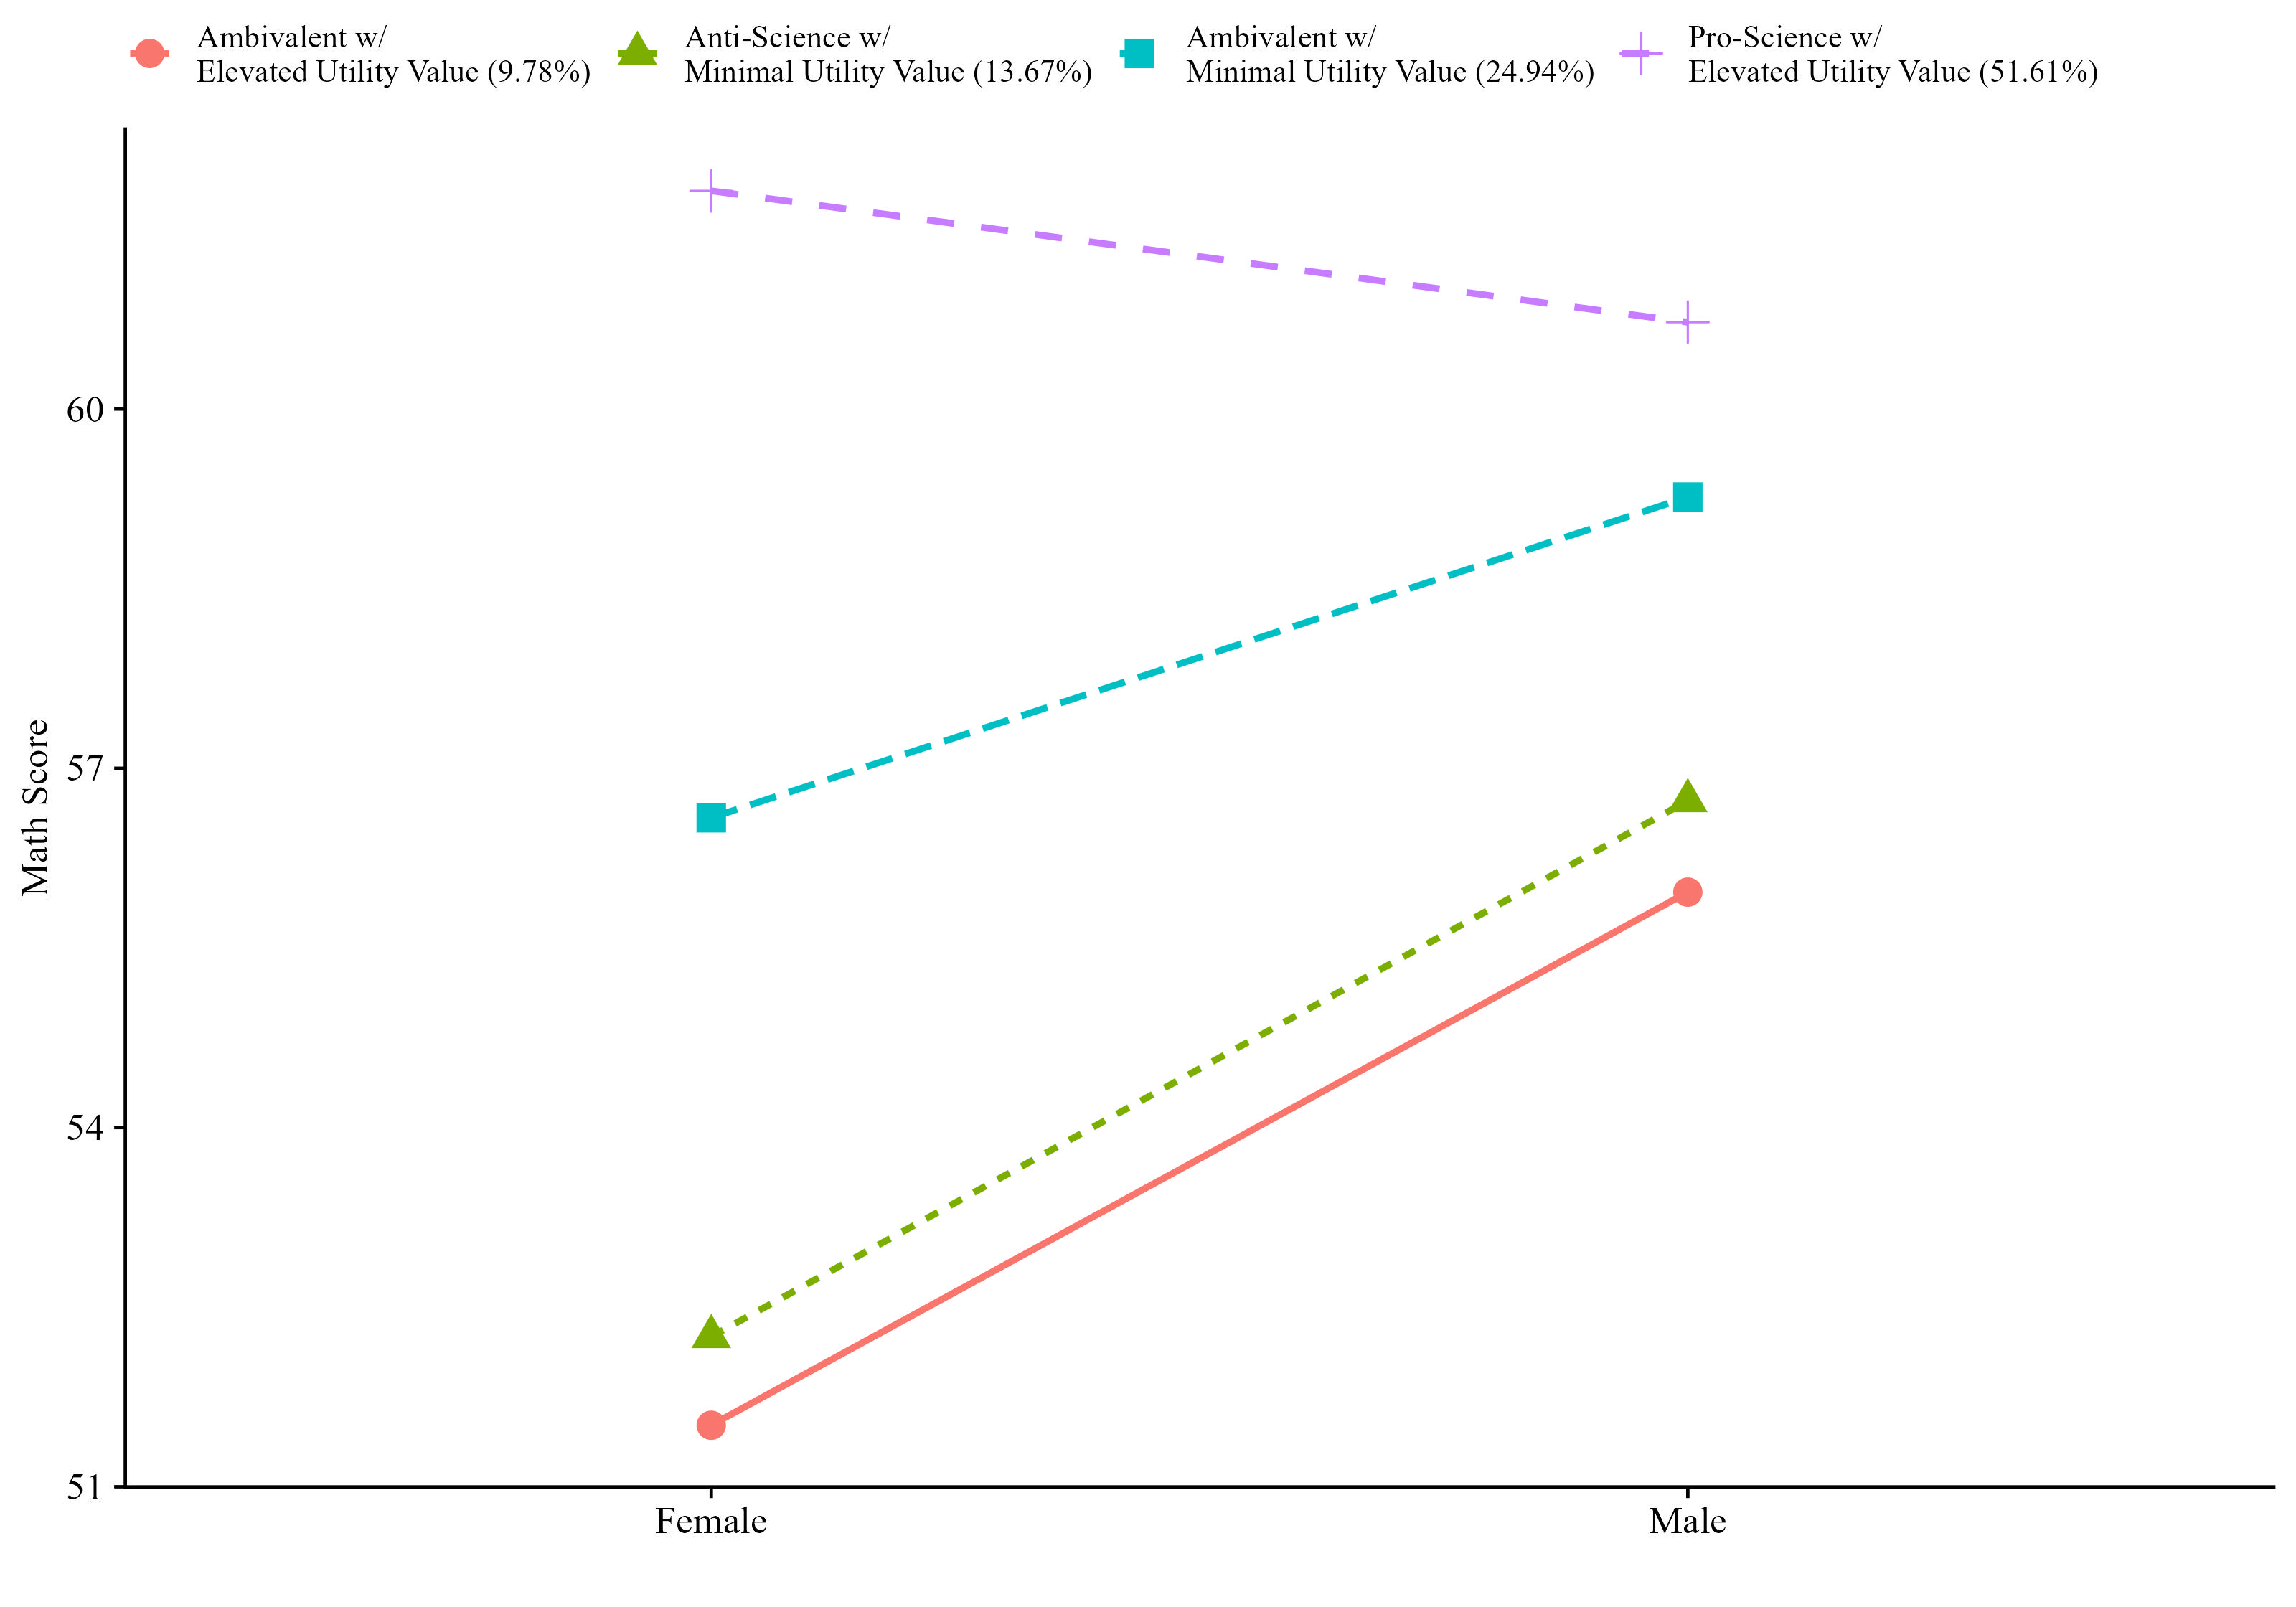 Ambivalent w/
Elevated Utility Value (9.78%)
Anti-Science w/
Minimal Utility Value (13.67%)
Ambivalent w/
Minimal Utility Value (24.94%)
Pro-Science w/
Elevated Utility Value (51.61%)
Math Score
60
57
54
51
Female
Male